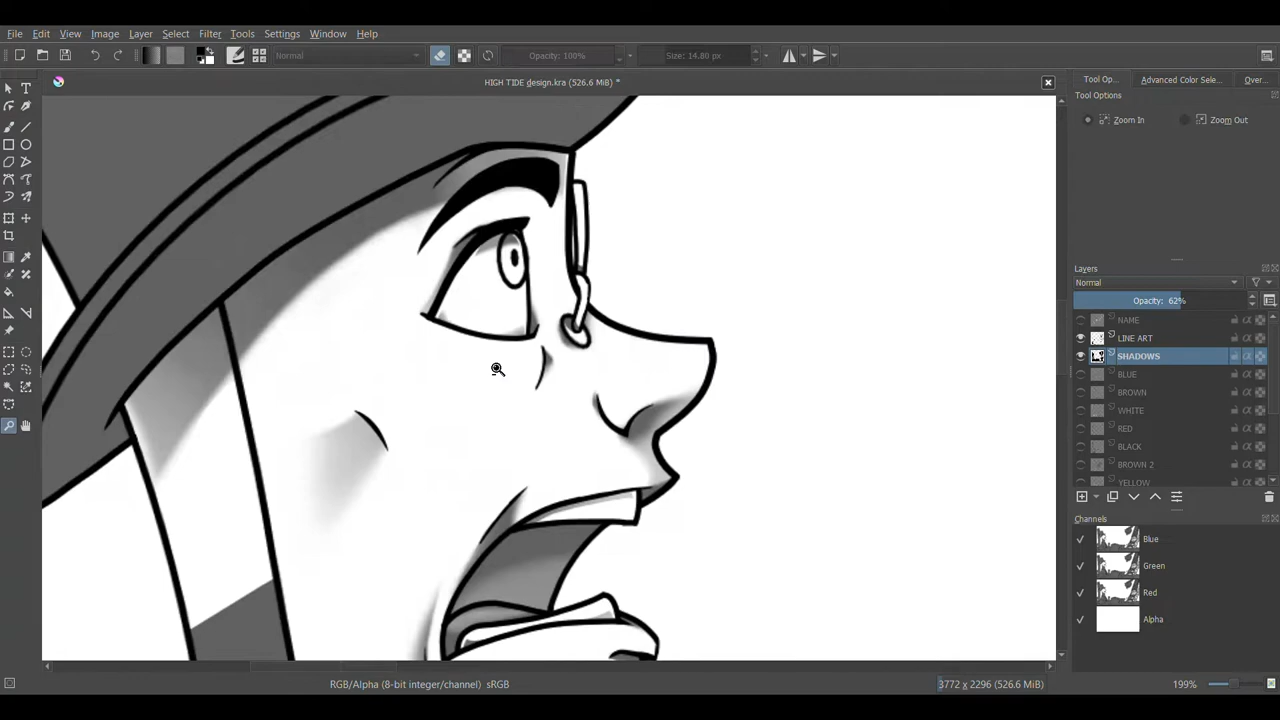 File Edit View Image Layer Select Filter Tools Settings Window Help
Normal Opacity: 100% Size: 14.80 px
HIGH TIDE design.kra (526.6 MiB) *
Tool Op... Advanced Color Sele... Over...
Tool Options
Zoom In Zoom Out
Layers
Normal
Opacity: 62%
NAME
LINE ART
SHADOWS
BLUE
BROWN
WHITE
RED
BLACK
BROWN 2
YELLOW
Channels
Blue
Green
Red
Alpha
RGB/Alpha (8-bit integer/channel) sRGB 3772 x 2296 (526.6 MiB) 199%